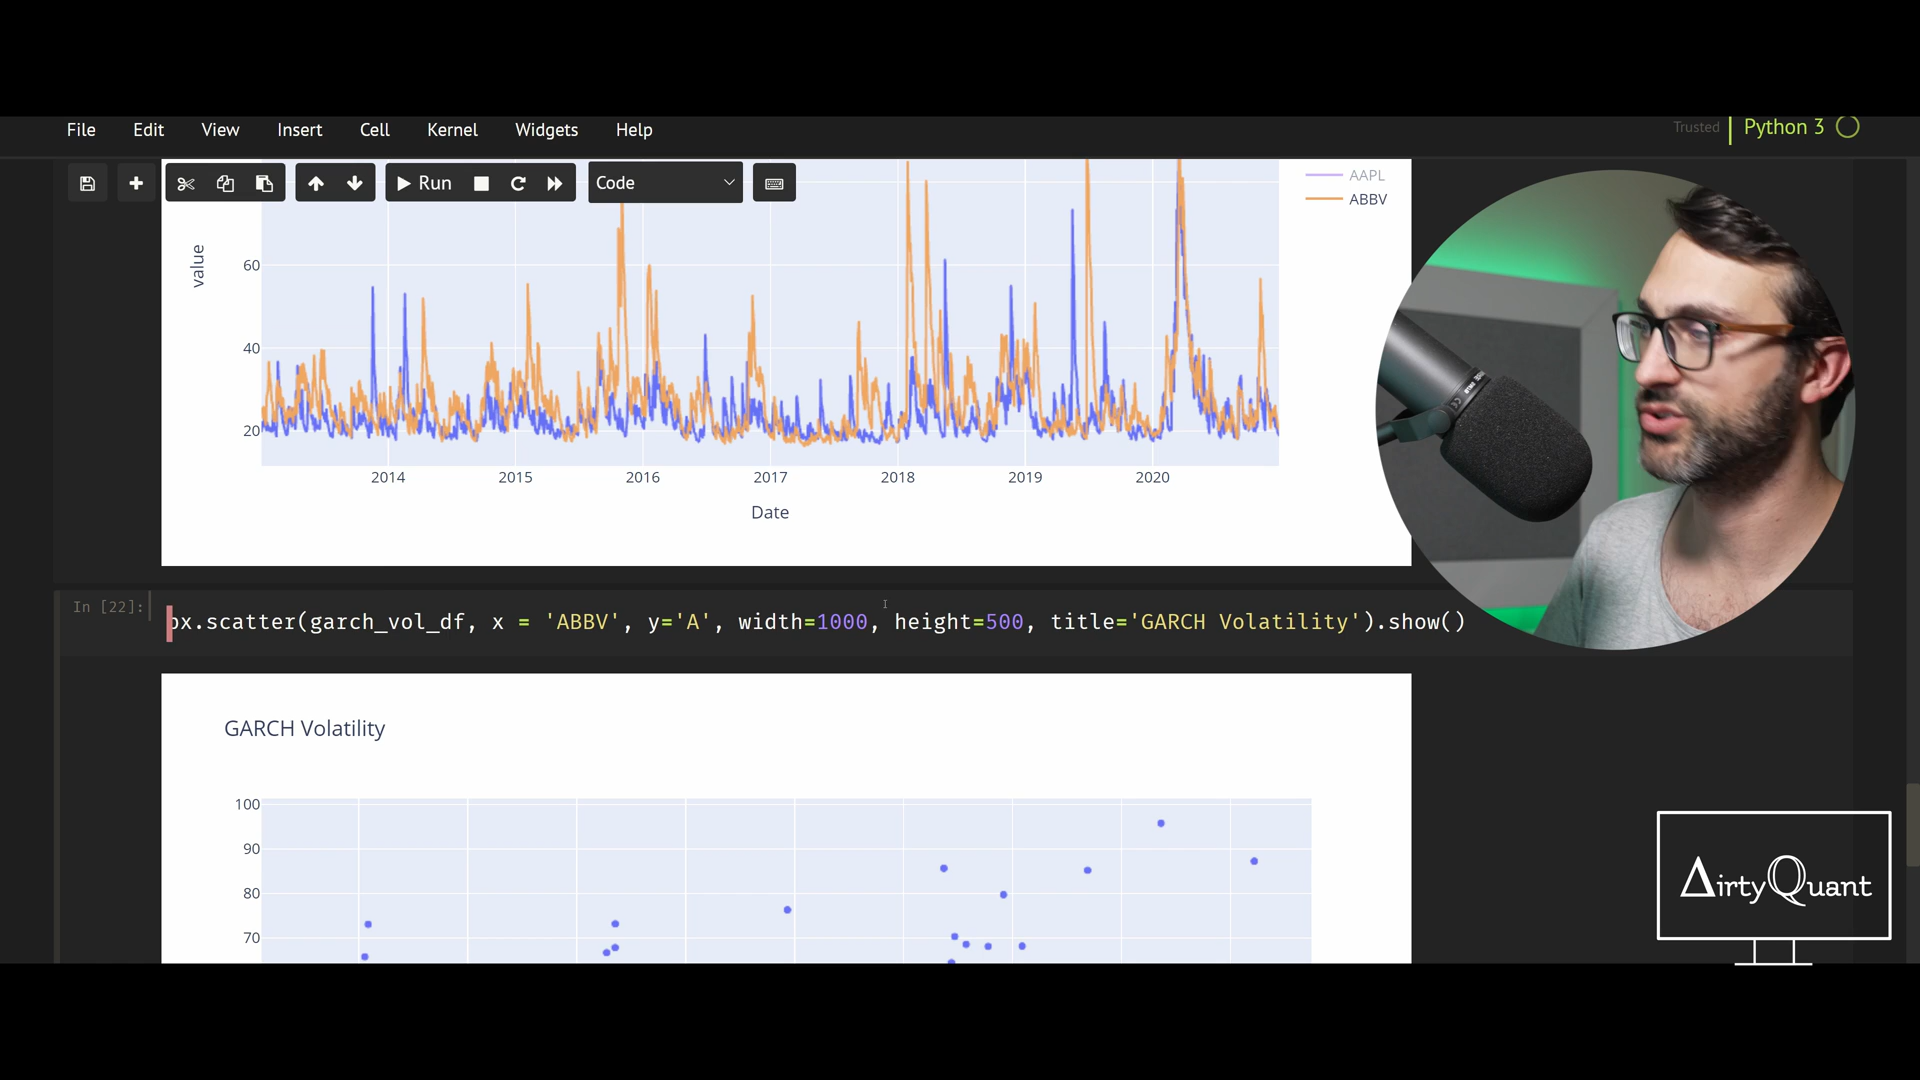 File Edit View Insert Cell Kernel Widgets Help
Trusted Python 3
Run Code
AAPL
ABBV
value
60
40
20
2014 2015 2016 2017 2018 2019 2020
Date
In [22]:
px.scatter(garch_vol_df, x = 'ABBV', y='A', width=1000, height=500, title='GARCH Volatility').show()
GARCH Volatility
100
90
80
70
DirtyQuant